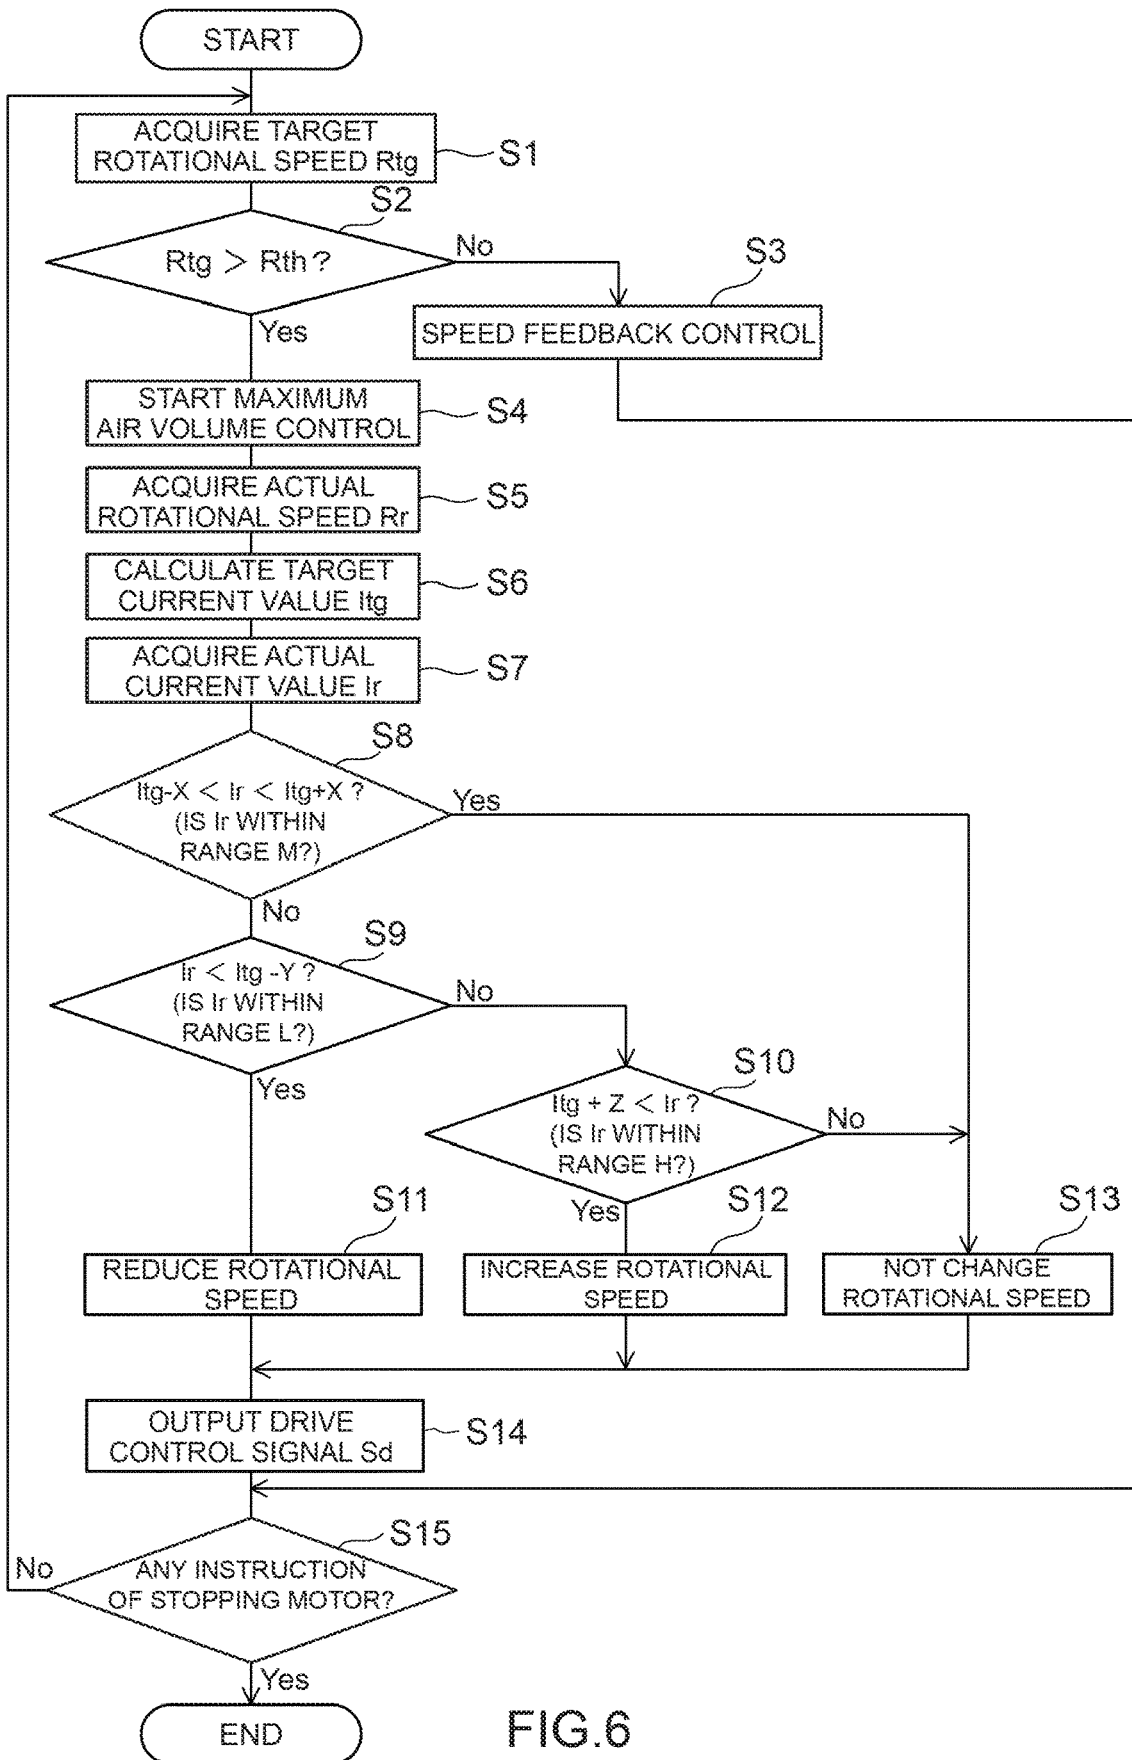 START
ACQUIRE TARGET
ROTATIONAL SPEED Rtg
S1
S2
Rtg > Rth ?
No
Yes
S3
SPEED FEEDBACK CONTROL
START MAXIMUM
AIR VOLUME CONTROL
S4
ACQUIRE ACTUAL
ROTATIONAL SPEED Rr
S5
CALCULATE TARGET
CURRENT VALUE Itg
S6
ACQUIRE ACTUAL
CURRENT VALUE Ir
S7
S8
Itg-X < Ir < Itg+X ?
(IS Ir WITHIN
RANGE M?)
Yes
No
S9
Ir < Itg -Y ?
(IS Ir WITHIN
RANGE L?)
No
Yes
S10
Itg + Z < Ir ?
(IS Ir WITHIN
RANGE H?)
No
Yes
S11
REDUCE ROTATIONAL
SPEED
S12
INCREASE ROTATIONAL
SPEED
S13
NOT CHANGE
ROTATIONAL SPEED
OUTPUT DRIVE
CONTROL SIGNAL Sd
S14
S15
No
ANY INSTRUCTION
OF STOPPING MOTOR?
Yes
END
FIG.6